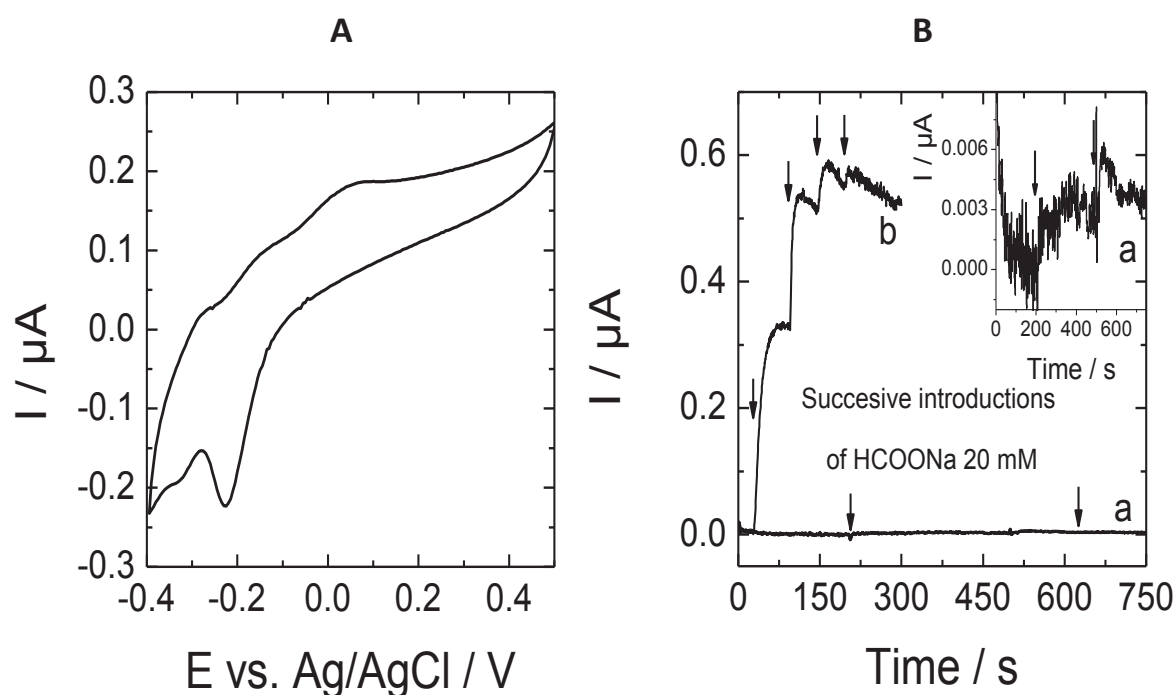 A
0.3
0.2
0.1
0.0
-0.1
-0.2
-0.3
-0.4 -0.2 0.0 0.2 0.4
I / µA
E vs. Ag/AgCl / V
B
0.6
0.4
0.2
0.0
0 150 300 450 600 750
I / µA
Time / s
b
Succesive introductions
of HCOONa 20 mM
a
I / µA
0.006
0.003
0.000
a
0 200 400 600
Time / s